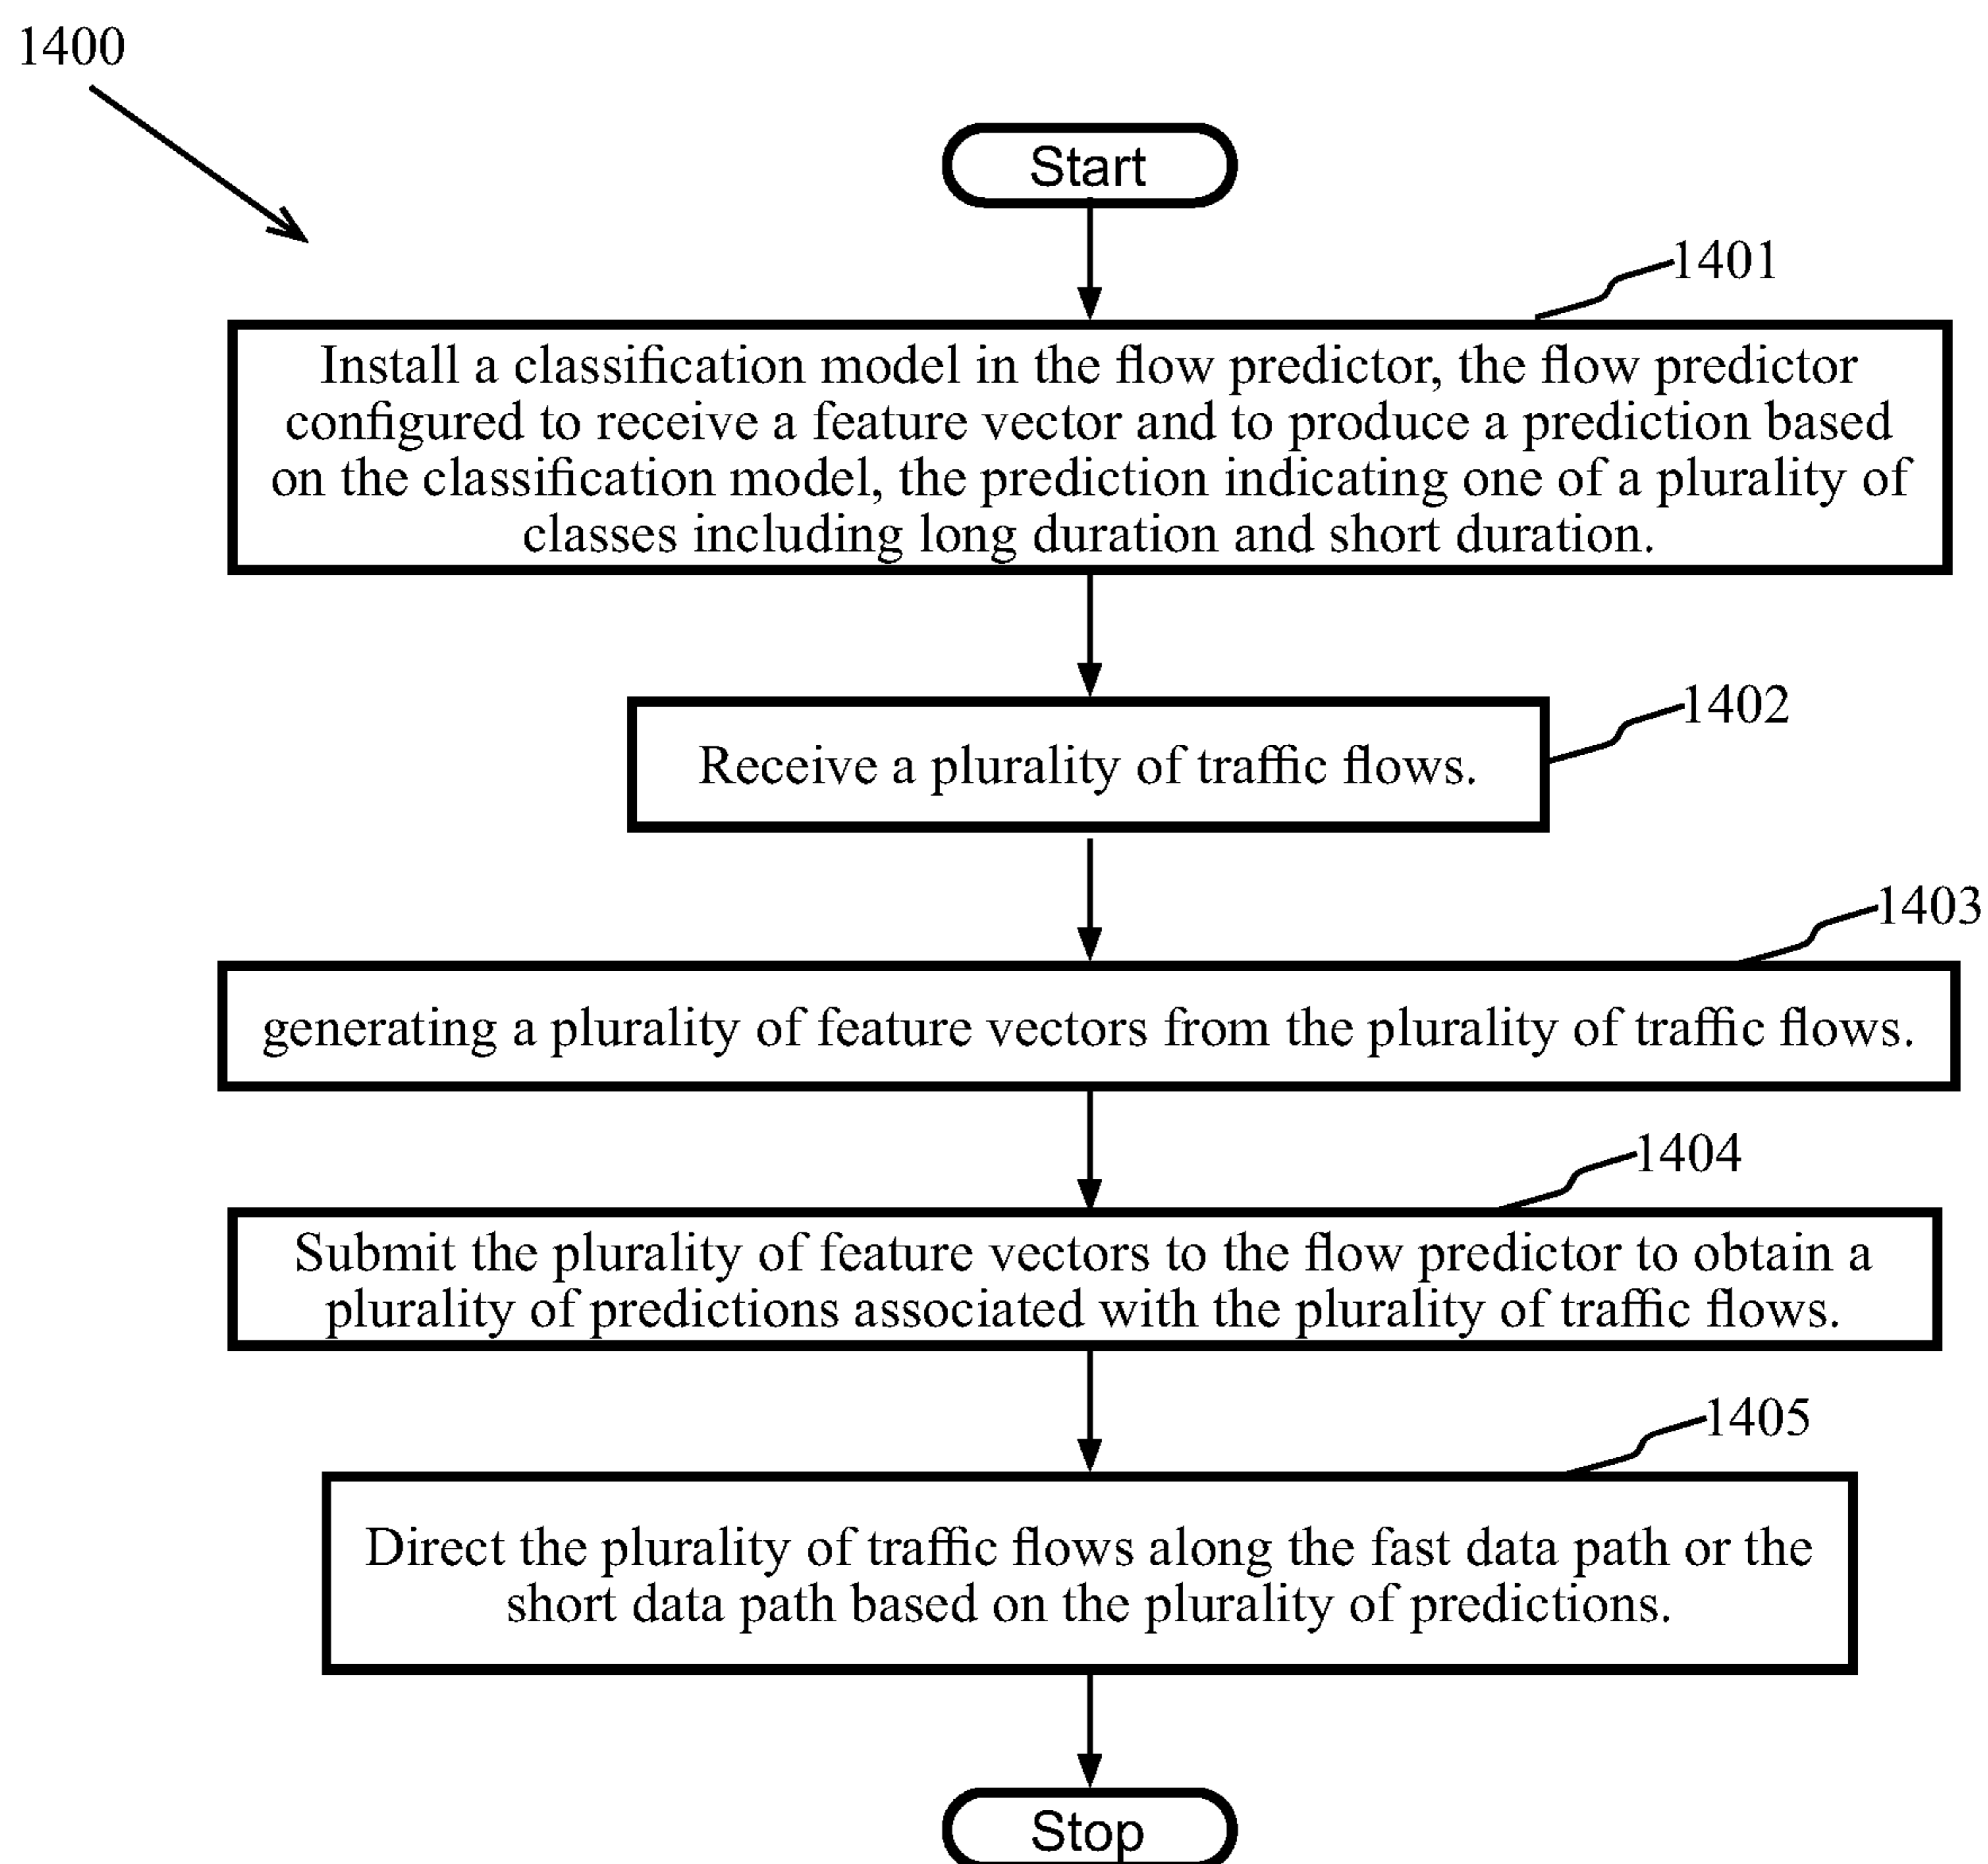 1400
Start
1401
Install a classification model in the flow predictor, the flow predictor
configured to receive a feature vector and to produce a prediction based
on the classification model, the prediction indicating one of a plurality of
classes including long duration and short duration.
1402
Receive a plurality of traffic flows.
1403
generating a plurality of feature vectors from the plurality of traffic flows.
1404
Submit the plurality of feature vectors to the flow predictor to obtain a
plurality of predictions associated with the plurality of traffic flows.
1405
Direct the plurality of traffic flows along the fast data path or the
short data path based on the plurality of predictions.
Stop